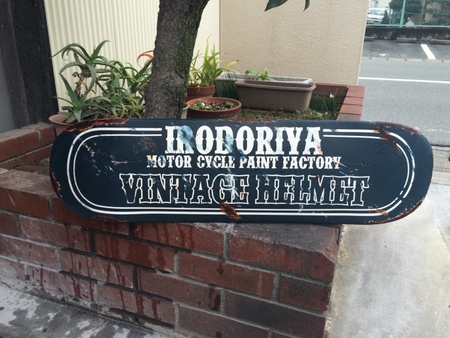 IRODORIYA
MOTOR CYCLE PAINT FACTORY
VINTAGE HELMET